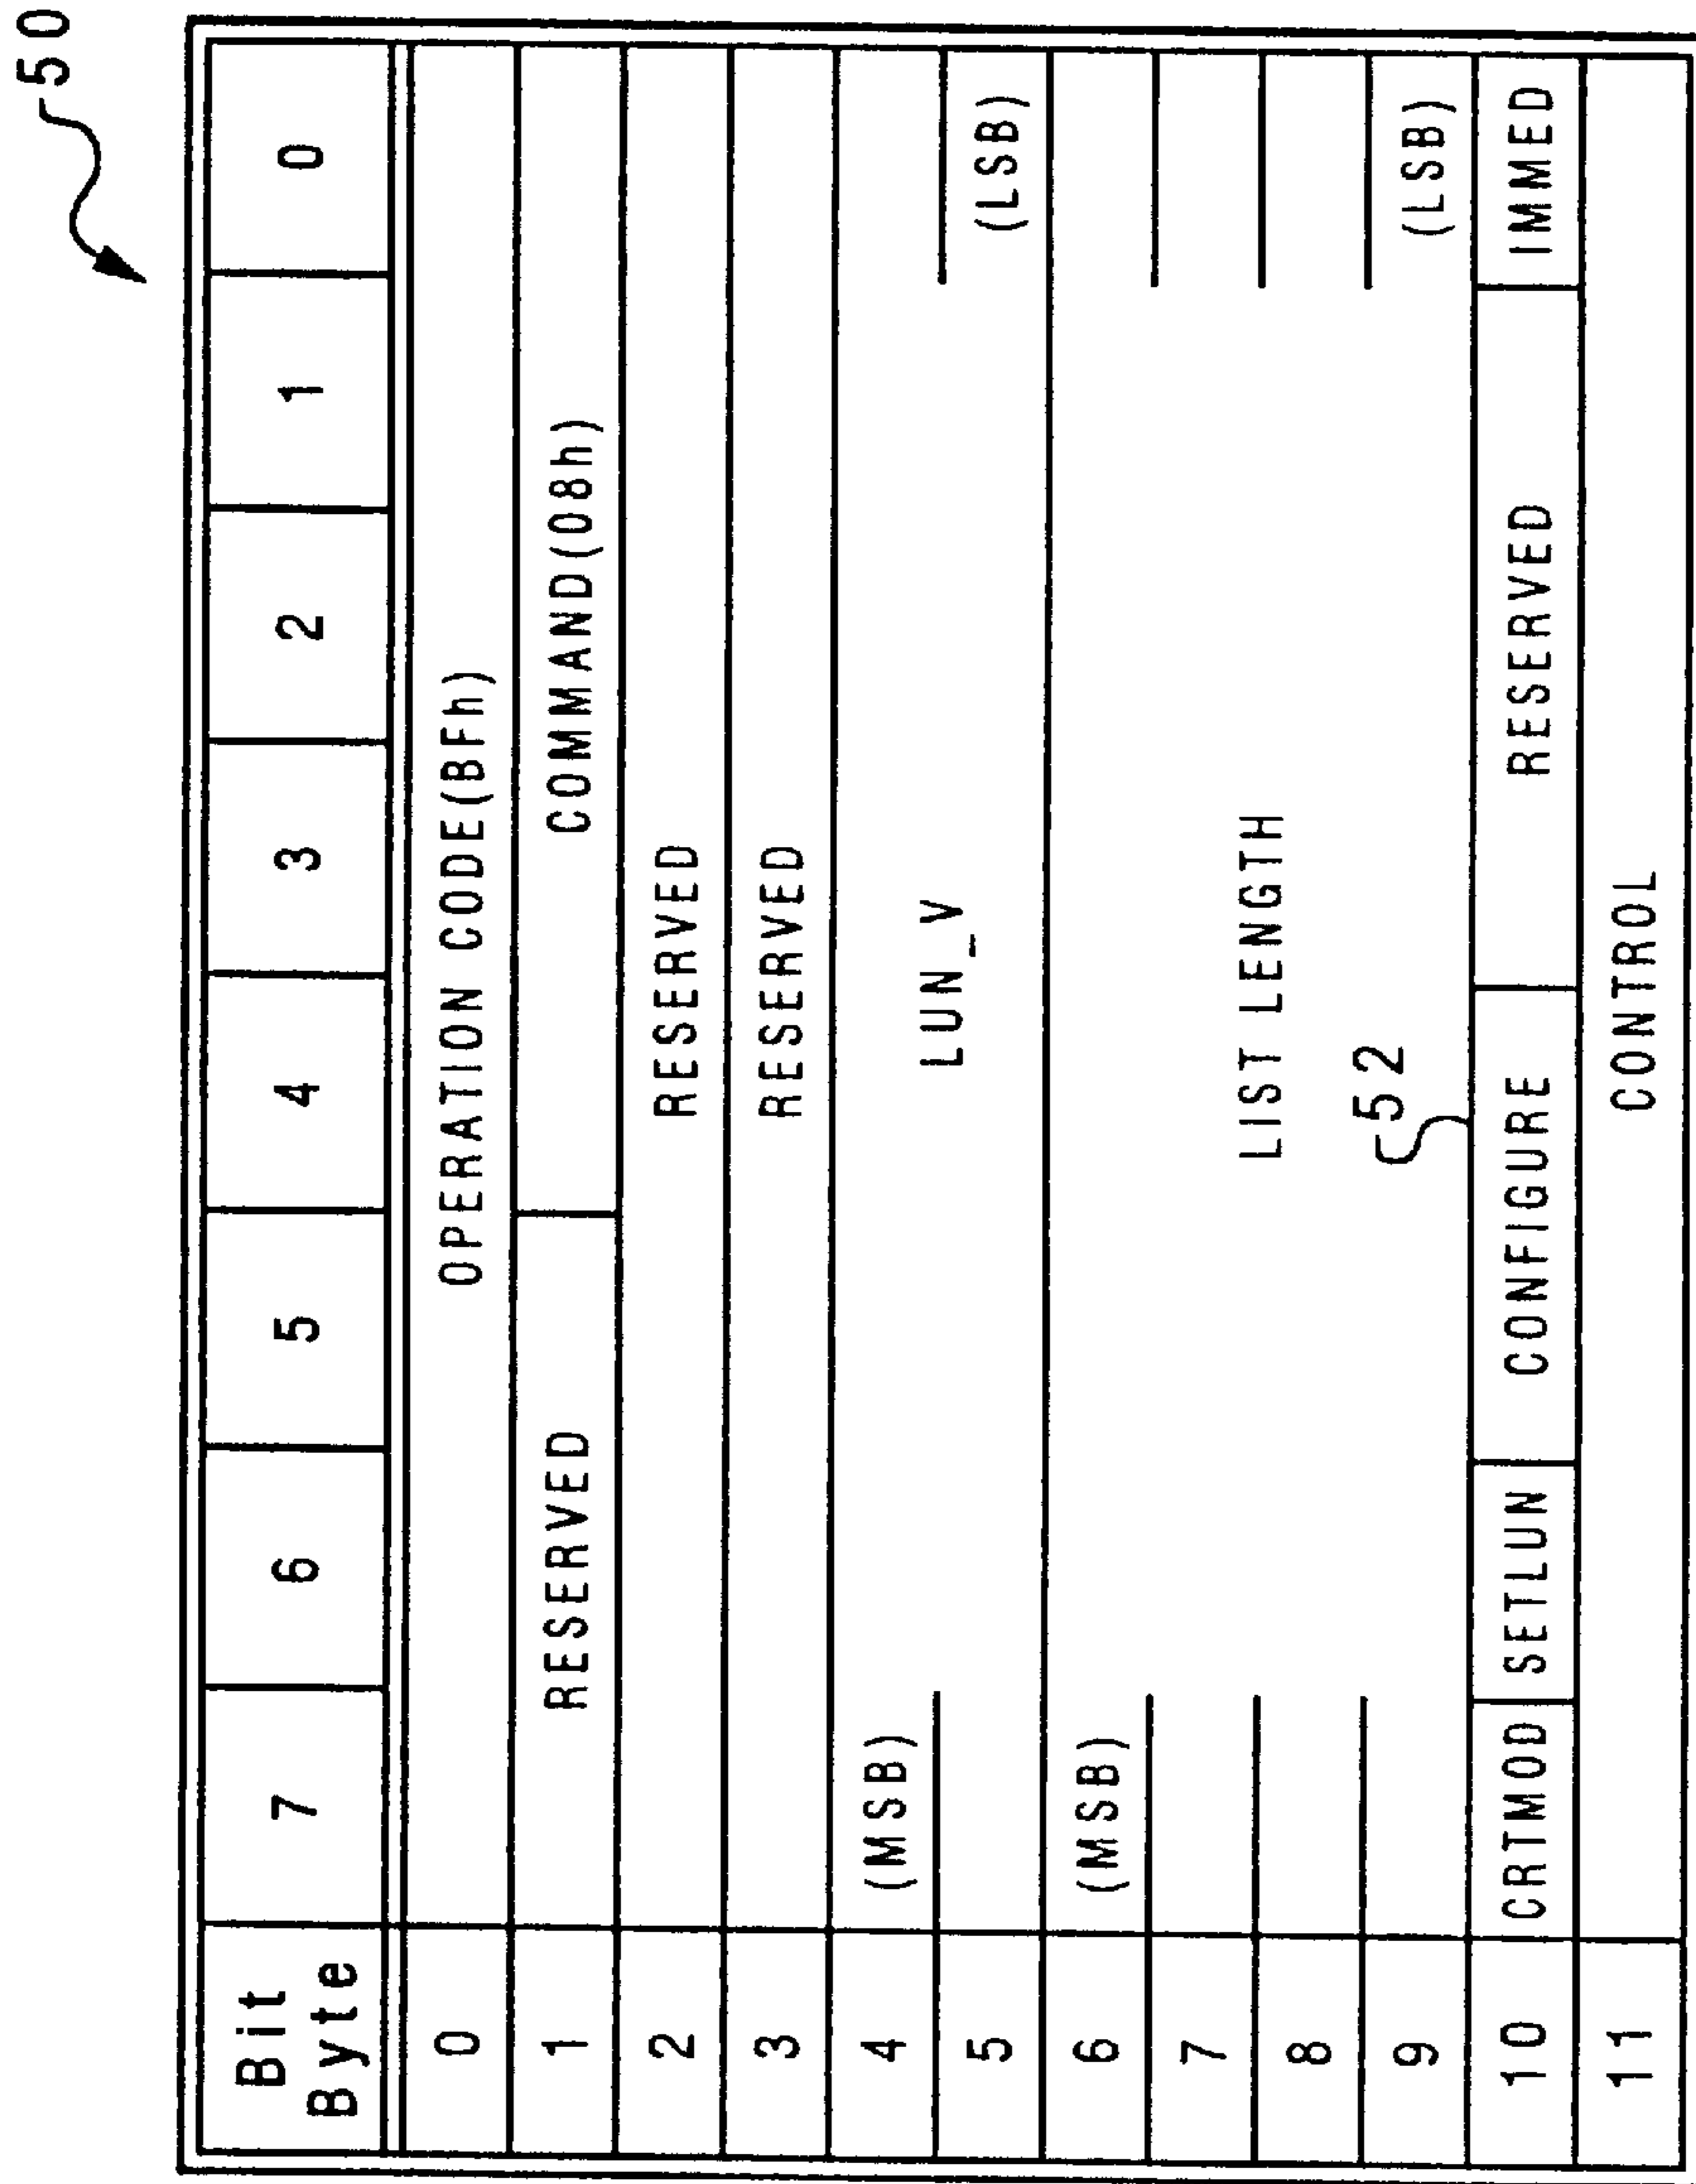 50
Bit 7 6 5 4 3 2 1 0
Byte
0 OPERATION CODE(BFh)
1 RESERVED COMMAND(08h)
2 RESERVED
3 RESERVED
4 (MSB)
LUN_V
5 (LSB)
6 (MSB)
7
LIST LENGTH
8
9 (LSB)
52
10 CRTMOD SETLUN CONFIGURE RESERVED IMMED
11 CONTROL